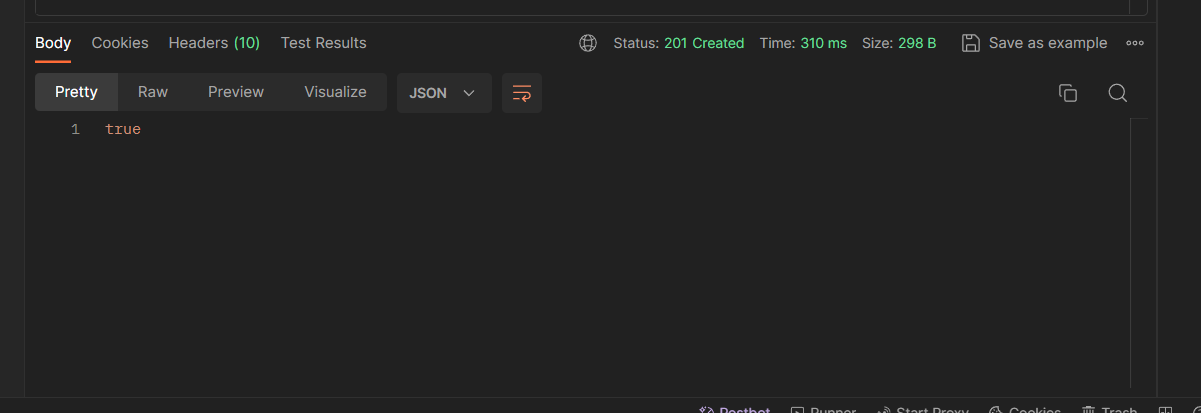 Body Cookies Headers (10) Test Results Status: 201 Created Time: 310 ms Size: 298 B Save as example
Pretty Raw Preview Visualize JSON
1 true
Postbot Runner Start Proxy Cookies Trash